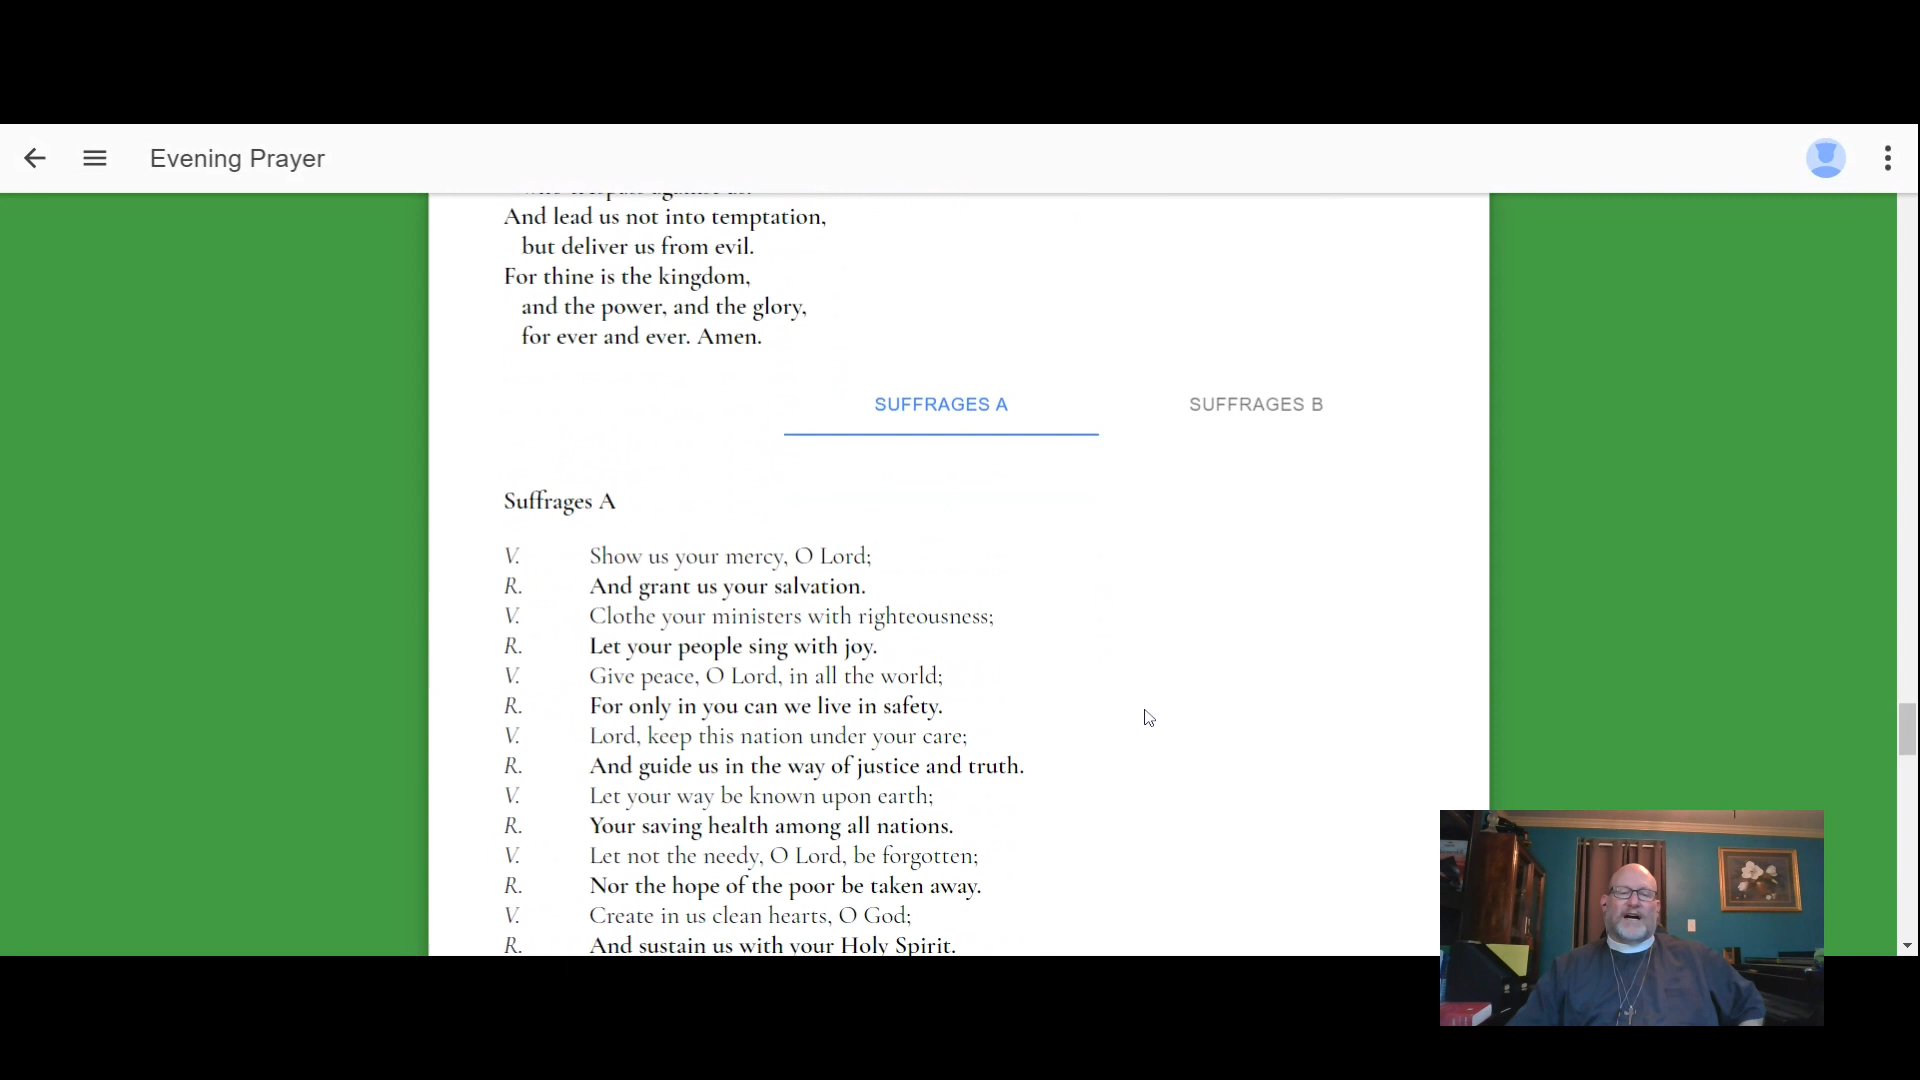 Evening Prayer
who trespass against us.
And lead us not into temptation,
but deliver us from evil.
For thine is the kingdom,
and the power, and the glory,
for ever and ever. Amen.
SUFFRAGES A SUFFRAGES B
Suffrages A
V. Show us your mercy, O Lord;
R. And grant us your salvation.
V. Clothe your ministers with righteousness;
R. Let your people sing with joy.
V. Give peace, O Lord, in all the world;
R. For only in you can we live in safety.
V. Lord, keep this nation under your care;
R. And guide us in the way of justice and truth.
V. Let your way be known upon earth;
R. Your saving health among all nations.
V. Let not the needy, O Lord, be forgotten;
R. Nor the hope of the poor be taken away.
V. Create in us clean hearts, O God;
R. And sustain us with your Holy Spirit.